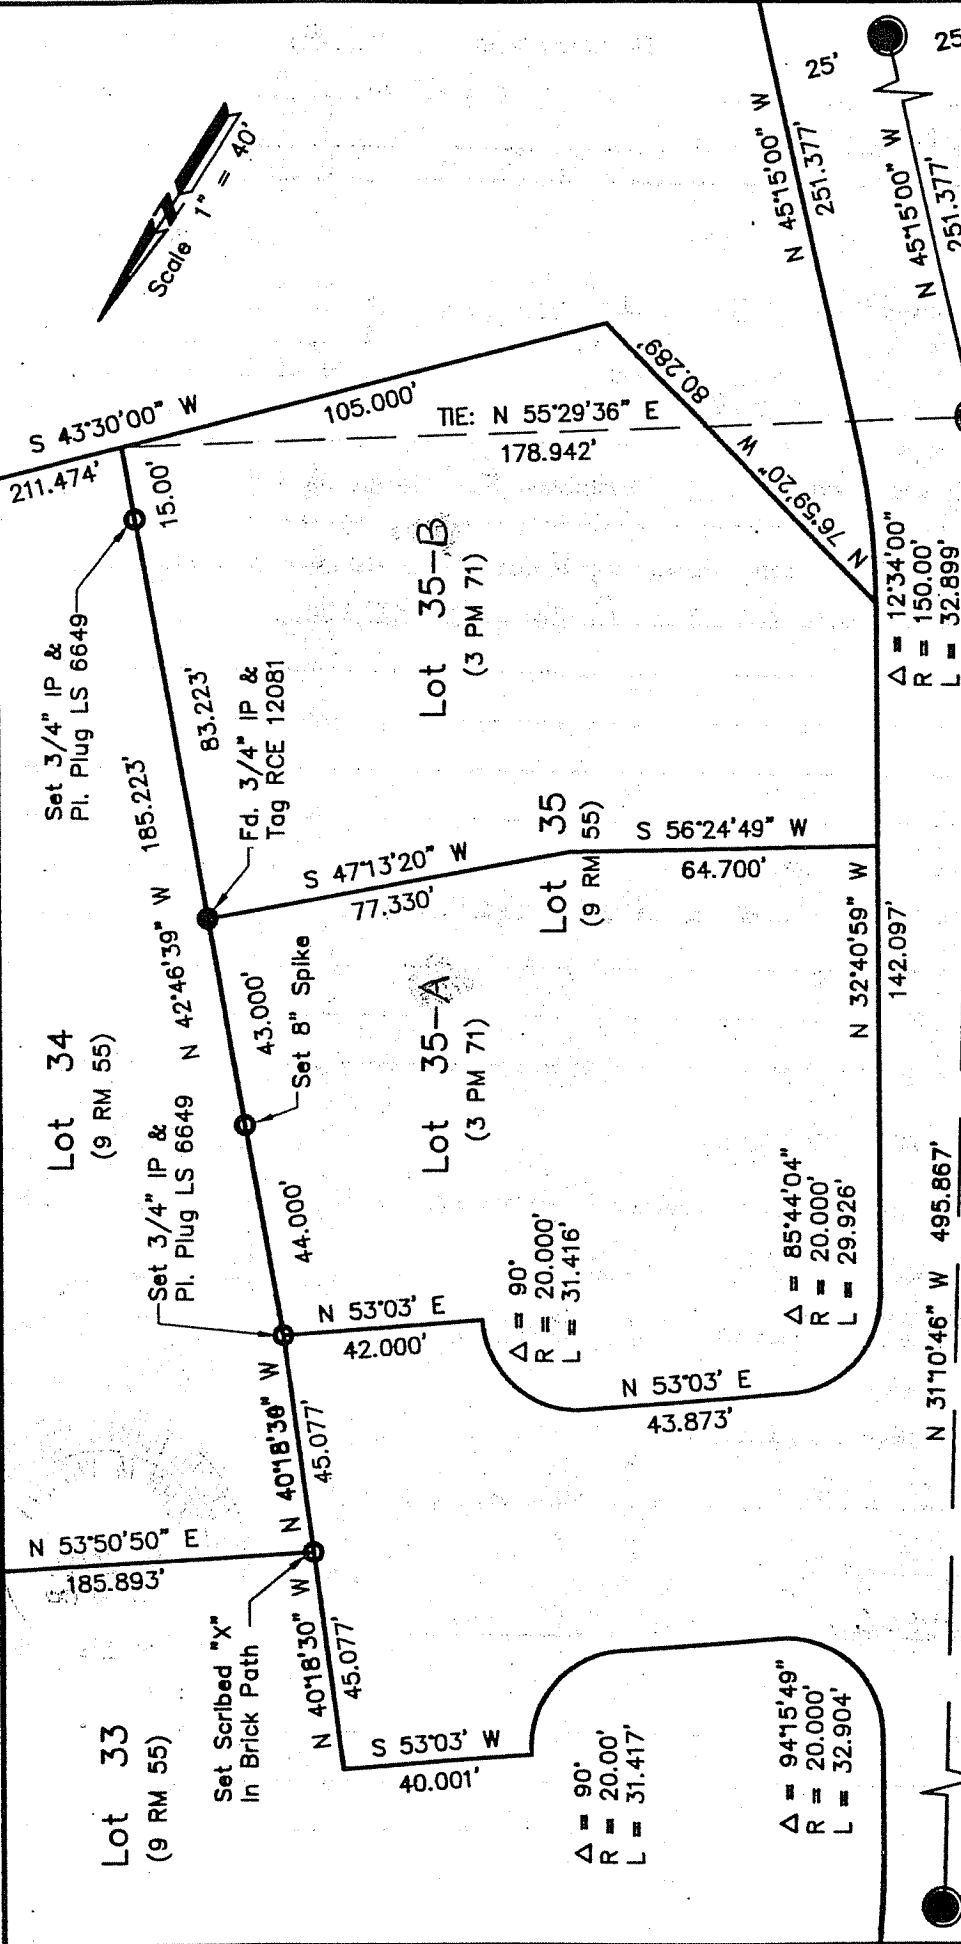 Scale 1" = 40'
25'
25
N 45°15'00" W
251.377'
N 45°15'00" W
251.377'
S 43°30'00" W
211.474'
105.000'
TIE: N 55°29'36" E
178.942'
80.289'
N 76°59'20" W
15.00'
Set 3/4" IP &
Pl. Plug LS 6649
185.223'
83.223'
Fd. 3/4" IP &
Tag RCE 12081
Lot 35-B
(3 PM 71)
Δ = 12°34'00"
R = 150.00'
L = 32.899'
N 42°46'39" W
S 47°13'20" W
77.330'
Lot 35
(9 RM 55)
S 56°24'49" W
64.700'
N 32°40'59" W
142.097'
Lot 34
(9 RM 55)
43.000'
Set 8" Spike
Lot 35-A
(3 PM 71)
Set 3/4" IP &
Pl. Plug LS 6649
44.000'
N 53°03' E
42.000'
Δ = 90°
R = 20.000'
L = 31.416'
N 53°03' E
43.873'
Δ = 85°44'04"
R = 20.000'
L = 29.926'
N 31°10'46" W 495.867'
N 40°18'30" W
45.077'
N 53°50'50" E
185.893'
Set Scribed "X"
In Brick Path
N 40°18'30" W
45.077'
Lot 33
(9 RM 55)
S 53°03' W
40.001'
Δ = 90°
R = 20.00'
L = 31.417'
Δ = 94°15'49"
R = 20.000'
L = 32.904'